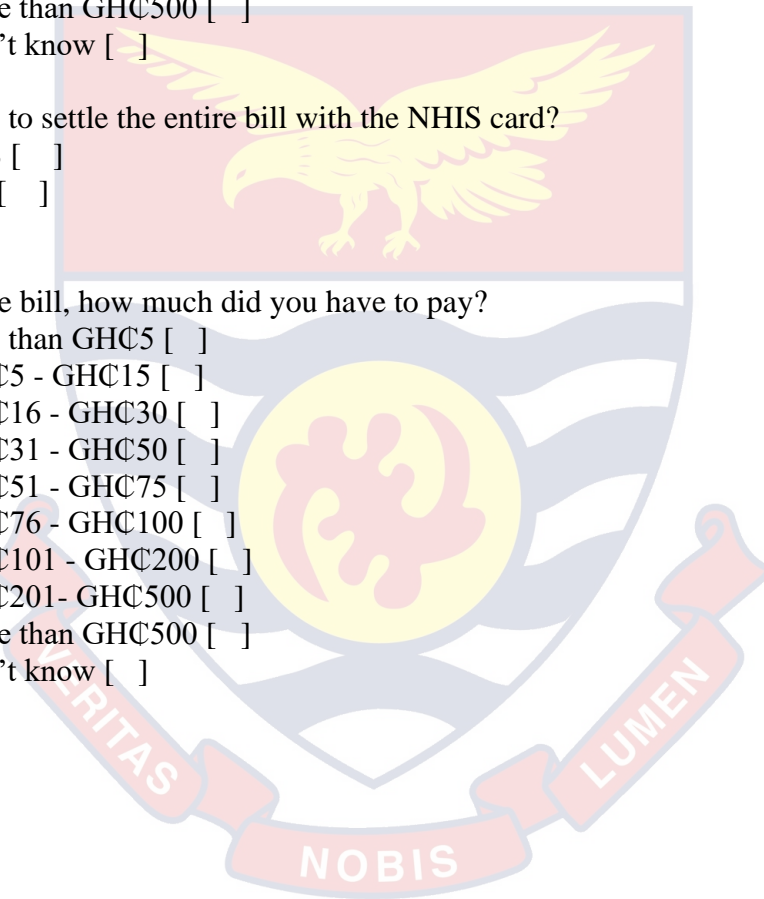 e than GH₵500 [ ]
’t know [ ]
to settle the entire bill with the NHIS card?
[ ]
[ ]
e bill, how much did you have to pay?
than GH₵5 [ ]
₵5 - GH₵15 [ ]
₵16 - GH₵30 [ ]
₵31 - GH₵50 [ ]
₵51 - GH₵75 [ ]
₵76 - GH₵100 [ ]
₵101 - GH₵200 [ ]
₵201- GH₵500 [ ]
e than GH₵500 [ ]
’t know [ ]
VERITAS
NOBIS
LUMEN